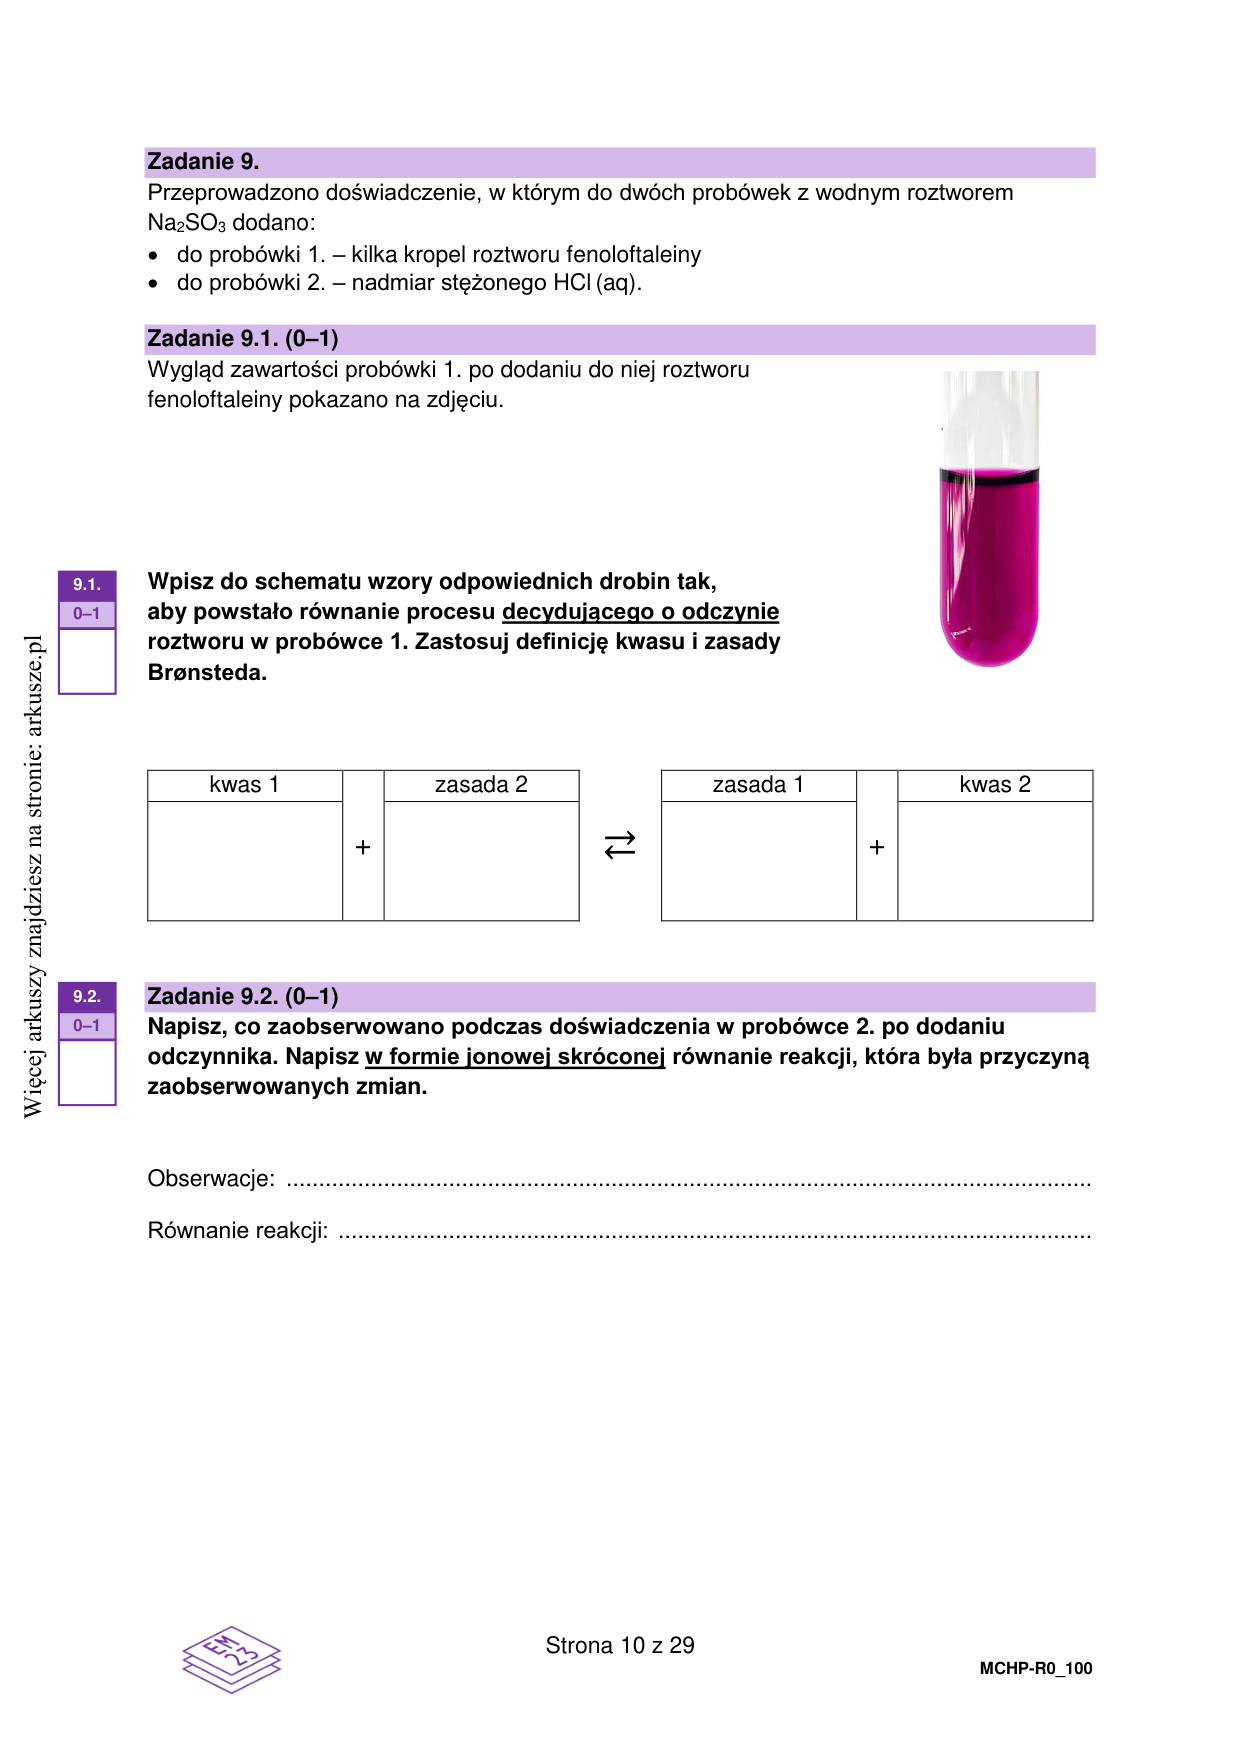 Zadanie 9.
Przeprowadzono doświadczenie, w którym do dwóch probówek z wodnym roztworem
Na₂SO₃ dodano:
• do probówki 1. – kilka kropel roztworu fenoloftaleiny
• do probówki 2. – nadmiar stężonego HCl (aq).
Zadanie 9.1. (0–1)
Wygląd zawartości probówki 1. po dodaniu do niej roztworu
fenoloftaleiny pokazano na zdjęciu.
9.1.
0–1
Wpisz do schematu wzory odpowiednich drobin tak,
aby powstało równanie procesu decydującego o odczynie
roztworu w probówce 1. Zastosuj definicję kwasu i zasady
Brønsteda.
kwas 1 + zasada 2 ⇄ zasada 1 + kwas 2
9.2.
0–1
Zadanie 9.2. (0–1)
Napisz, co zaobserwowano podczas doświadczenia w probówce 2. po dodaniu
odczynnika. Napisz w formie jonowej skróconej równanie reakcji, która była przyczyną
zaobserwowanych zmian.
Obserwacje: ..........................................................................................................................
Równanie reakcji: ..................................................................................................................
Więcej arkuszy znajdziesz na stronie: arkusze.pl
EM
23
Strona 10 z 29
MCHP-R0_100